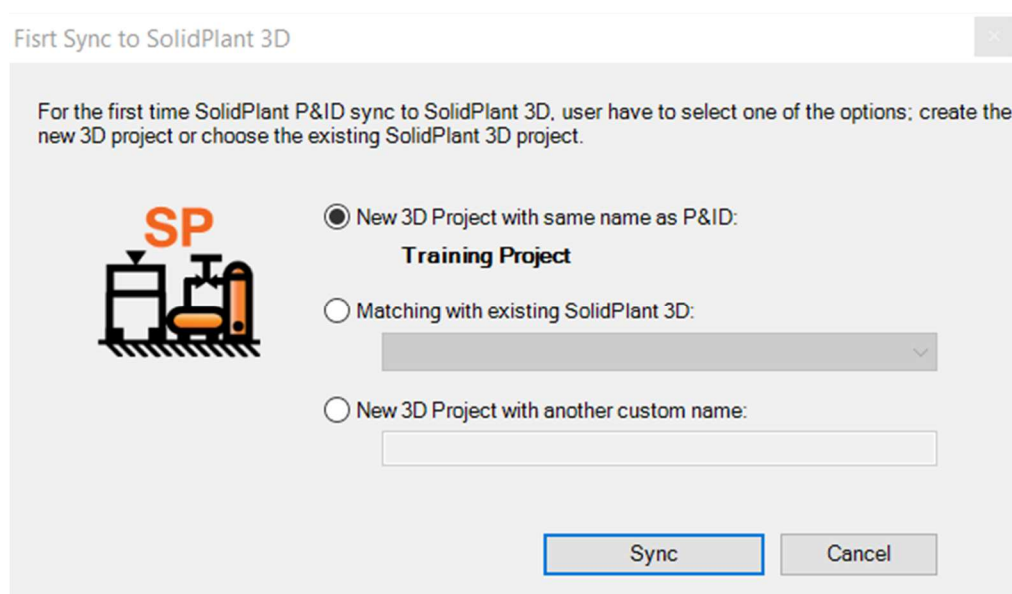 Fisrt Sync to SolidPlant 3D
For the first time SolidPlant P&ID sync to SolidPlant 3D, user have to select one of the options; create the
new 3D project or choose the existing SolidPlant 3D project.
SP
New 3D Project with same name as P&ID:
Training Project
Matching with existing SolidPlant 3D:
New 3D Project with another custom name:
Sync Cancel